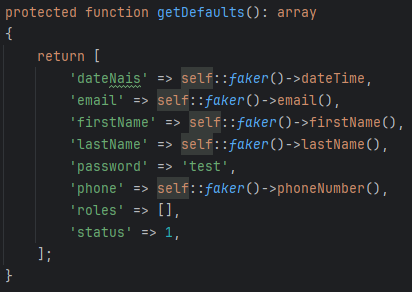 protected function getDefaults(): array
{
    return [
        'dateNais' => self::faker()->dateTime,
        'email' => self::faker()->email(),
        'firstName' => self::faker()->firstName(),
        'lastName' => self::faker()->lastName(),
        'password' => 'test',
        'phone' => self::faker()->phoneNumber(),
        'roles' => [],
        'status' => 1,
    ];
}